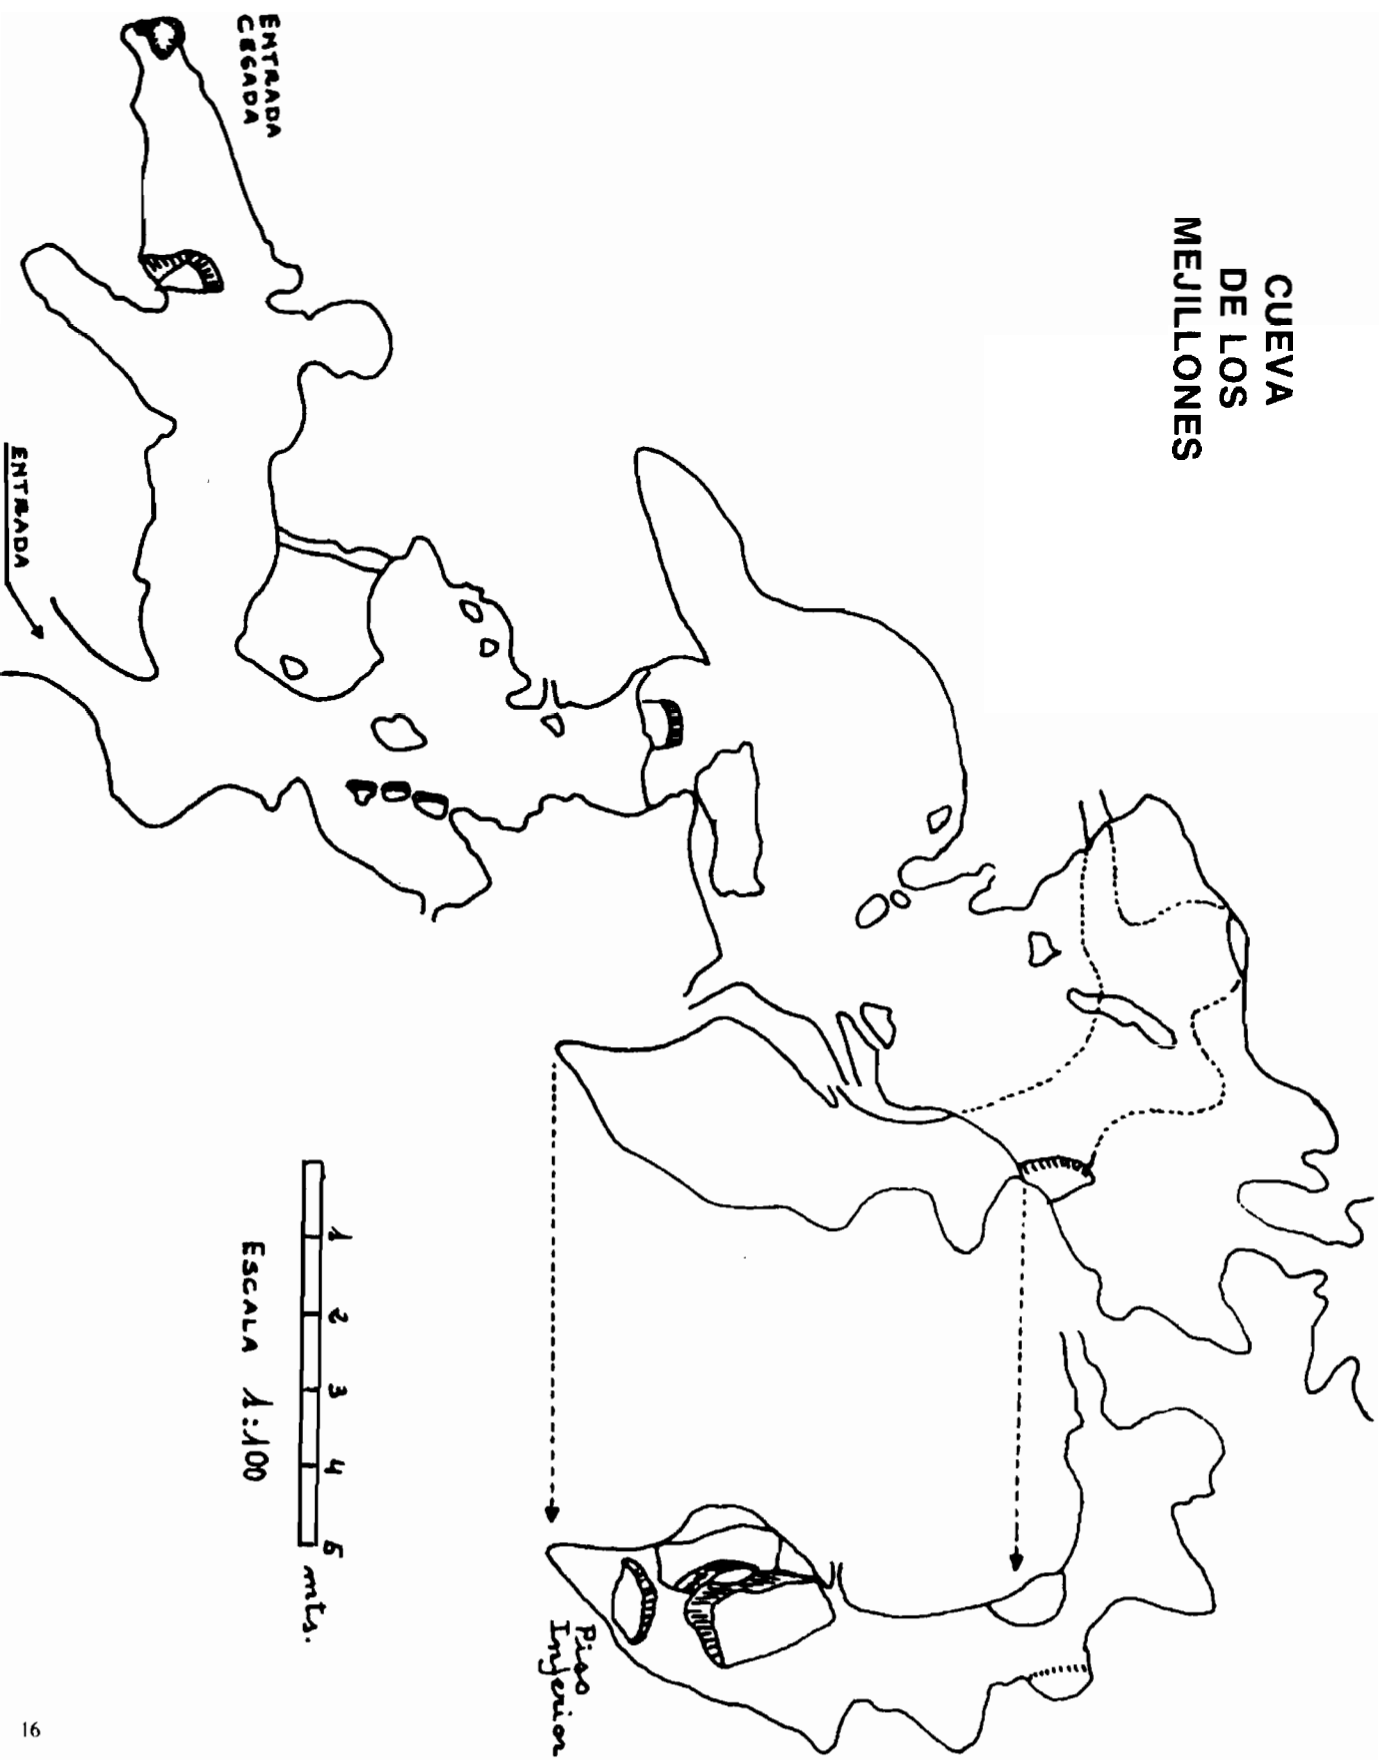 CUEVA
DE LOS
MEJILLONES
ENTRADA
CEGADA
ENTRADA
1 2 3 4 5 mts.
ESCALA 1:100
Piso
Inferior
16